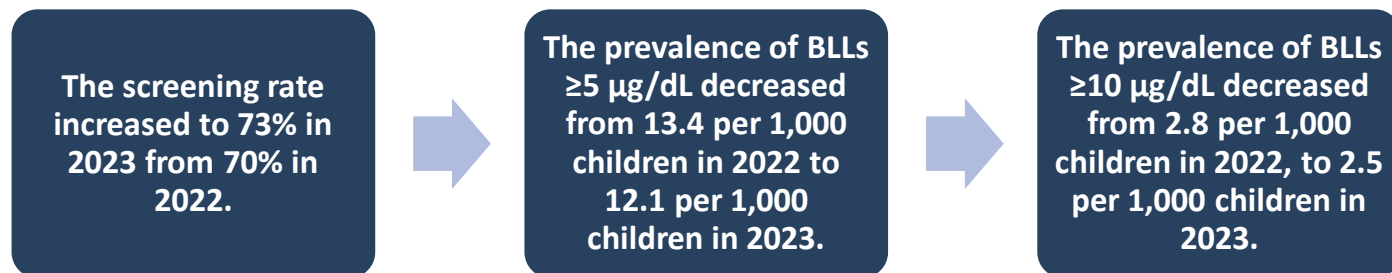 The screening rate
increased to 73% in
2023 from 70% in
2022.
The prevalence of BLLs
≥5 µg/dL decreased
from 13.4 per 1,000
children in 2022 to
12.1 per 1,000
children in 2023.
The prevalence of BLLs
≥10 µg/dL decreased
from 2.8 per 1,000
children in 2022, to 2.5
per 1,000 children in
2023.